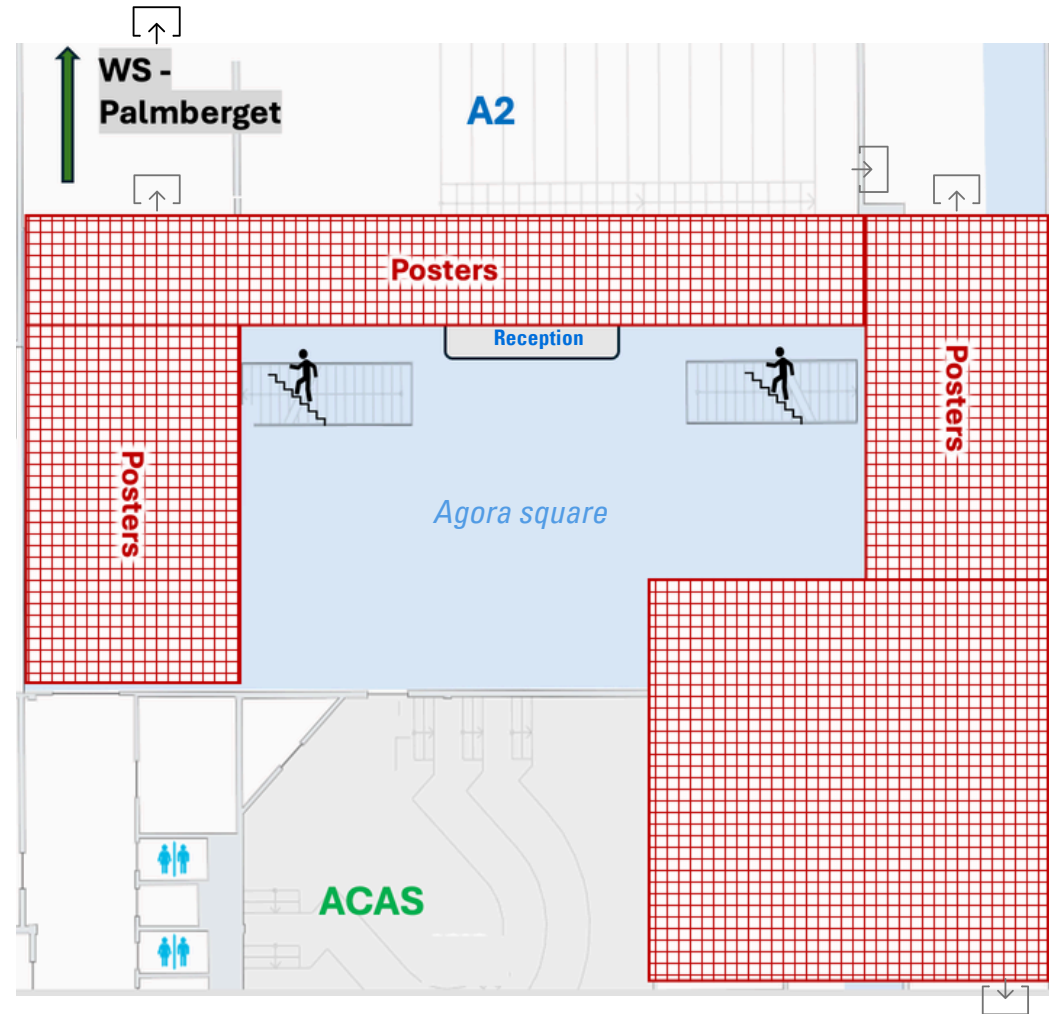 WS -
Palmberget
A2
Posters
Reception
Posters
Posters
Agora square
ACAS